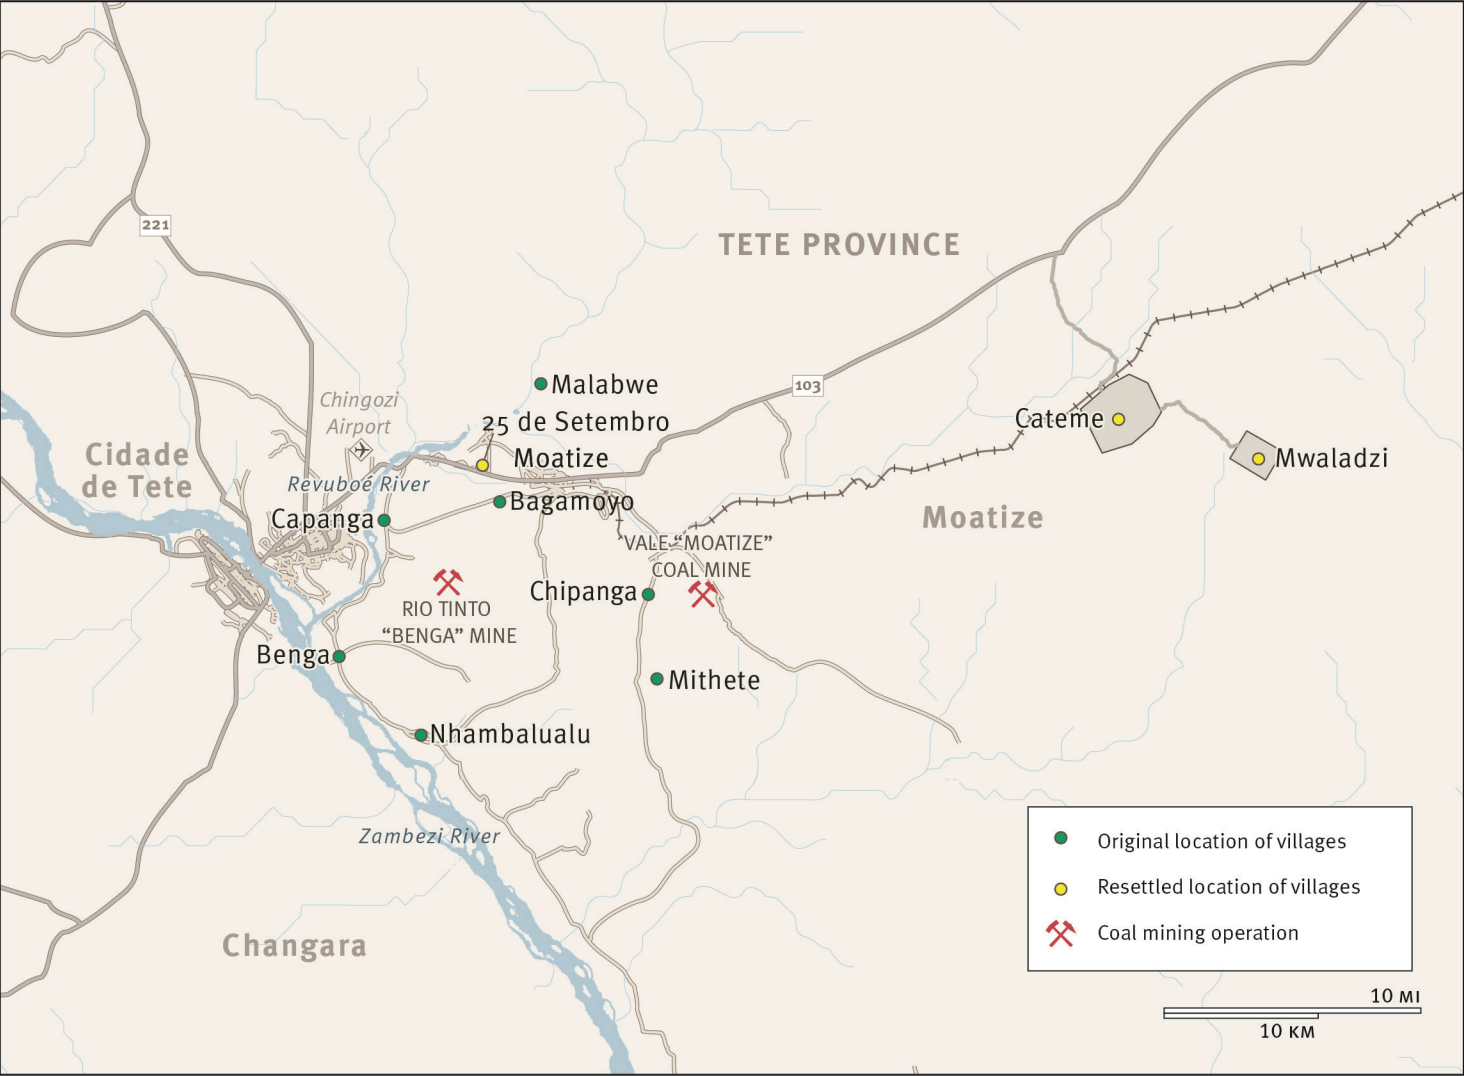 221
TETE PROVINCE
103
Malabwe
Chingozi
Airport
25 de Setembro
Cateme
Cidade
de Tete
Moatize
Mwaladzi
Revuboé River
Bagamoyo
Capanga
Moatize
VALE “MOATIZE”
COAL MINE
Chipanga
RIO TINTO
“BENGA” MINE
Benga
Mithete
Nhambalualu
Zambezi River
Changara
Original location of villages
Resettled location of villages
Coal mining operation
10 MI
10 KM